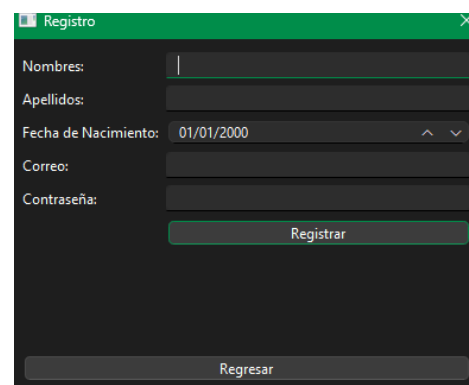 Registro
Nombres:
Apellidos:
Fecha de Nacimiento: 01/01/2000
Correo:
Contraseña:
Registrar
Regresar